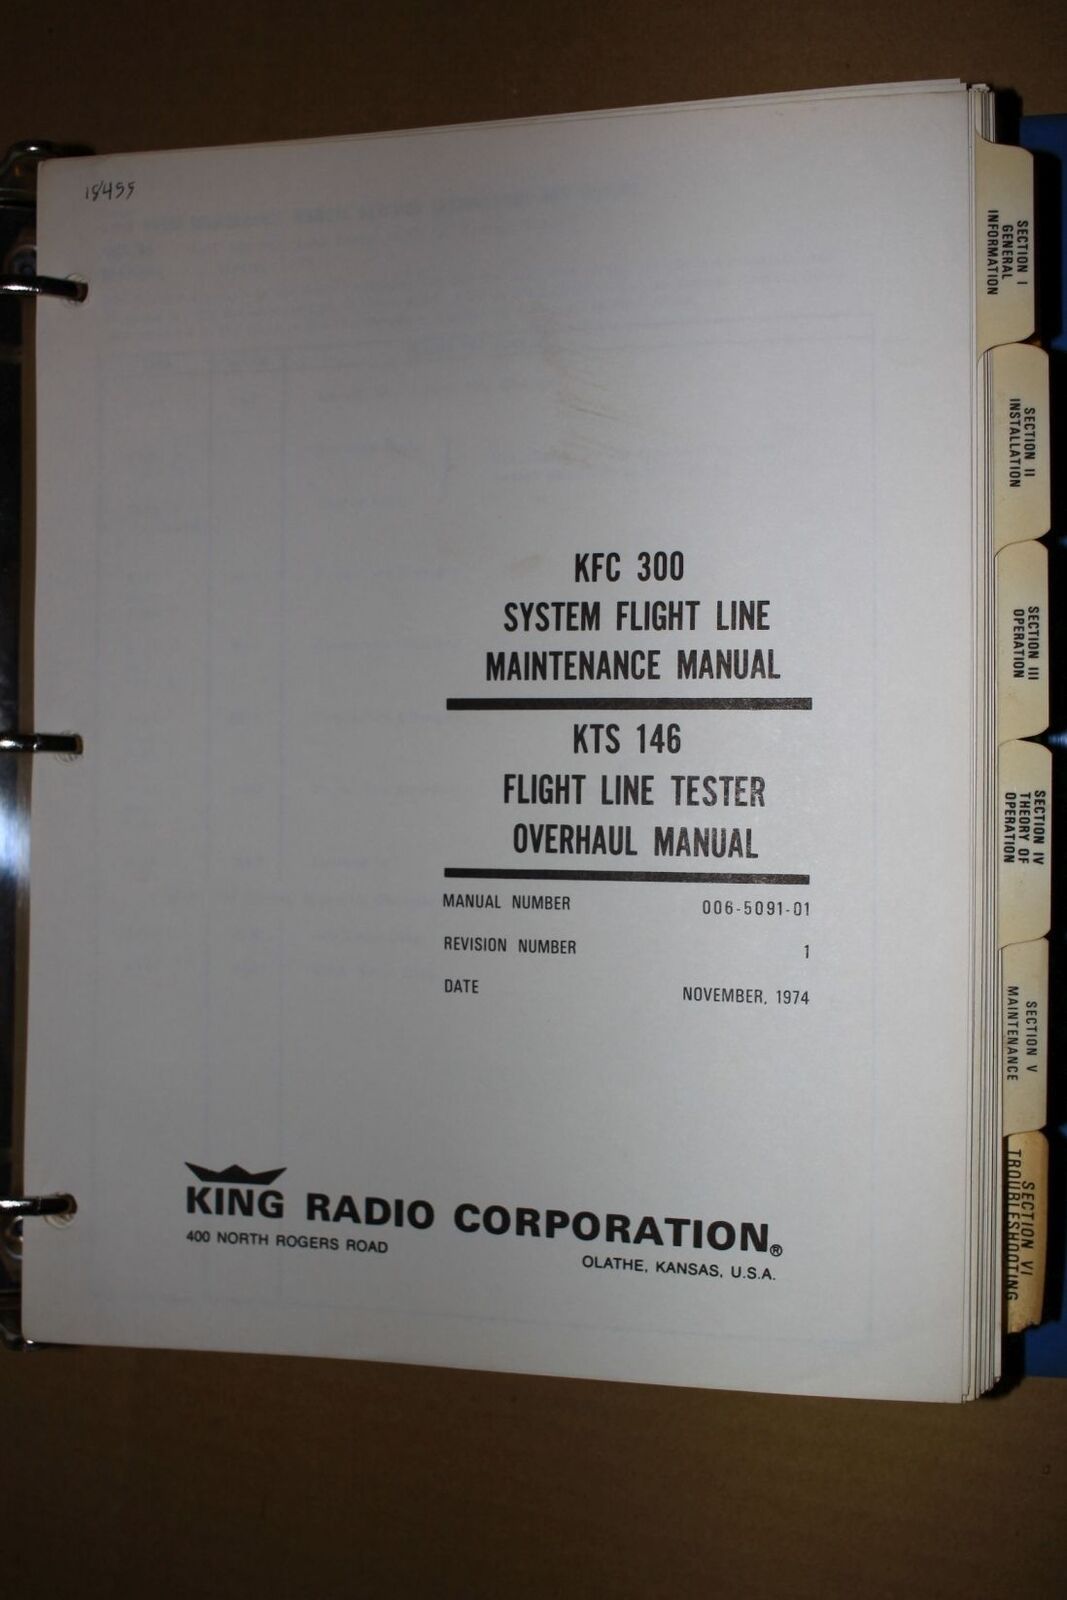 18455
KFC 300
SYSTEM FLIGHT LINE
MAINTENANCE MANUAL
KTS 146
FLIGHT LINE TESTER
OVERHAUL MANUAL
MANUAL NUMBER 006-5091-01
REVISION NUMBER 1
DATE NOVEMBER, 1974
KING RADIO CORPORATION®
400 NORTH ROGERS ROAD
OLATHE, KANSAS, U.S.A.
SECTION I
GENERAL
INFORMATION
SECTION II
INSTALLATION
SECTION III
OPERATION
SECTION IV
THEORY OF
OPERATION
SECTION V
MAINTENANCE
SECTION VI
TROUBLESHOOTING